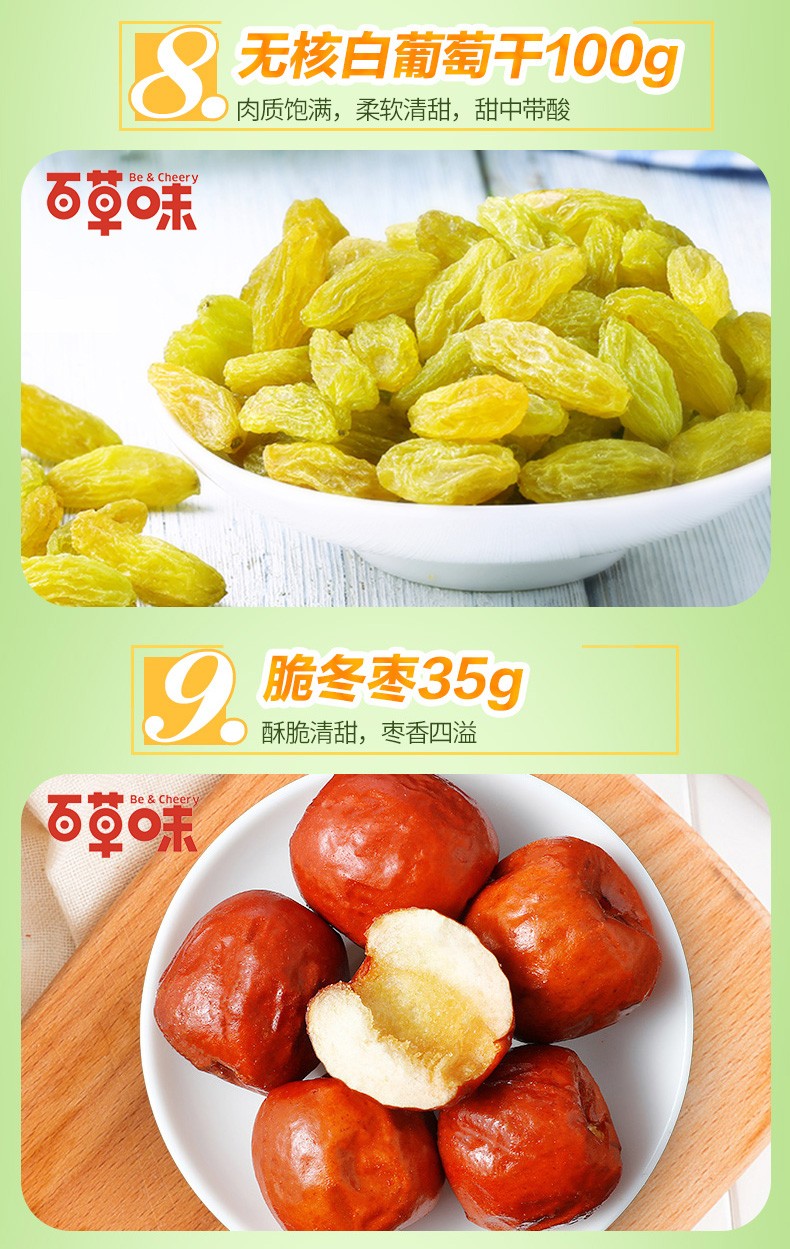 8.
无核白葡萄干100g
肉质饱满，柔软清甜，甜中带酸
Be & Cheery
百草味
9.
脆冬枣35g
酥脆清甜，枣香四溢
Be & Cheery
百草味